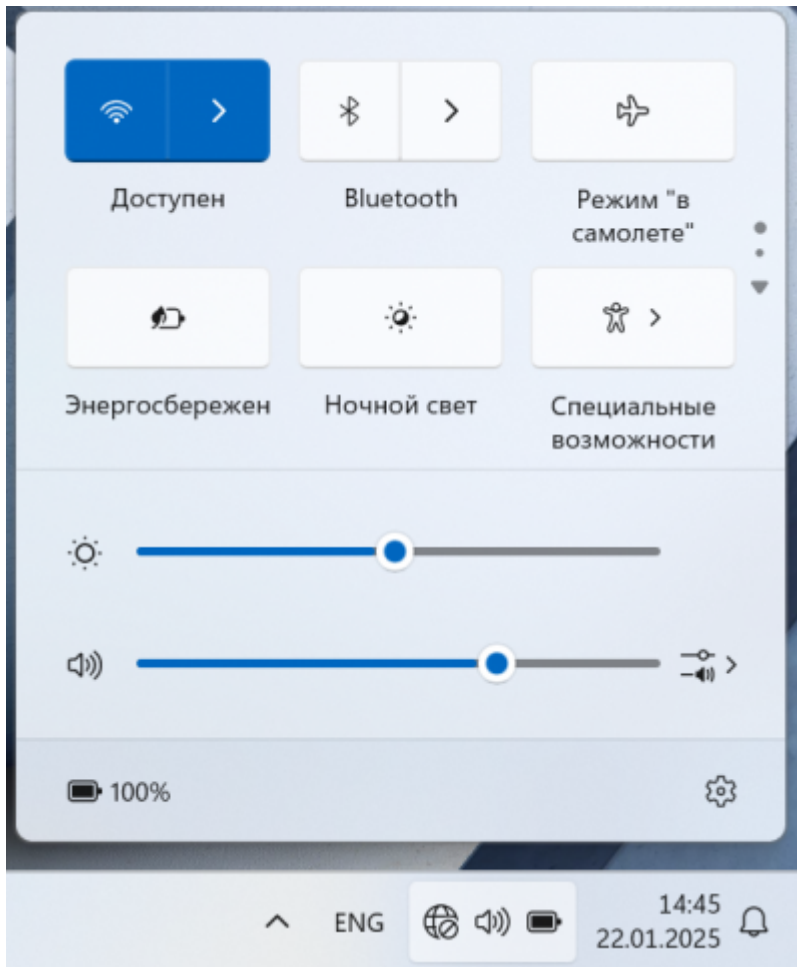 Доступен
Bluetooth
Режим "в
самолете"
Энергосбережен
Ночной свет
Специальные
возможности
100%
ENG
14:45
22.01.2025